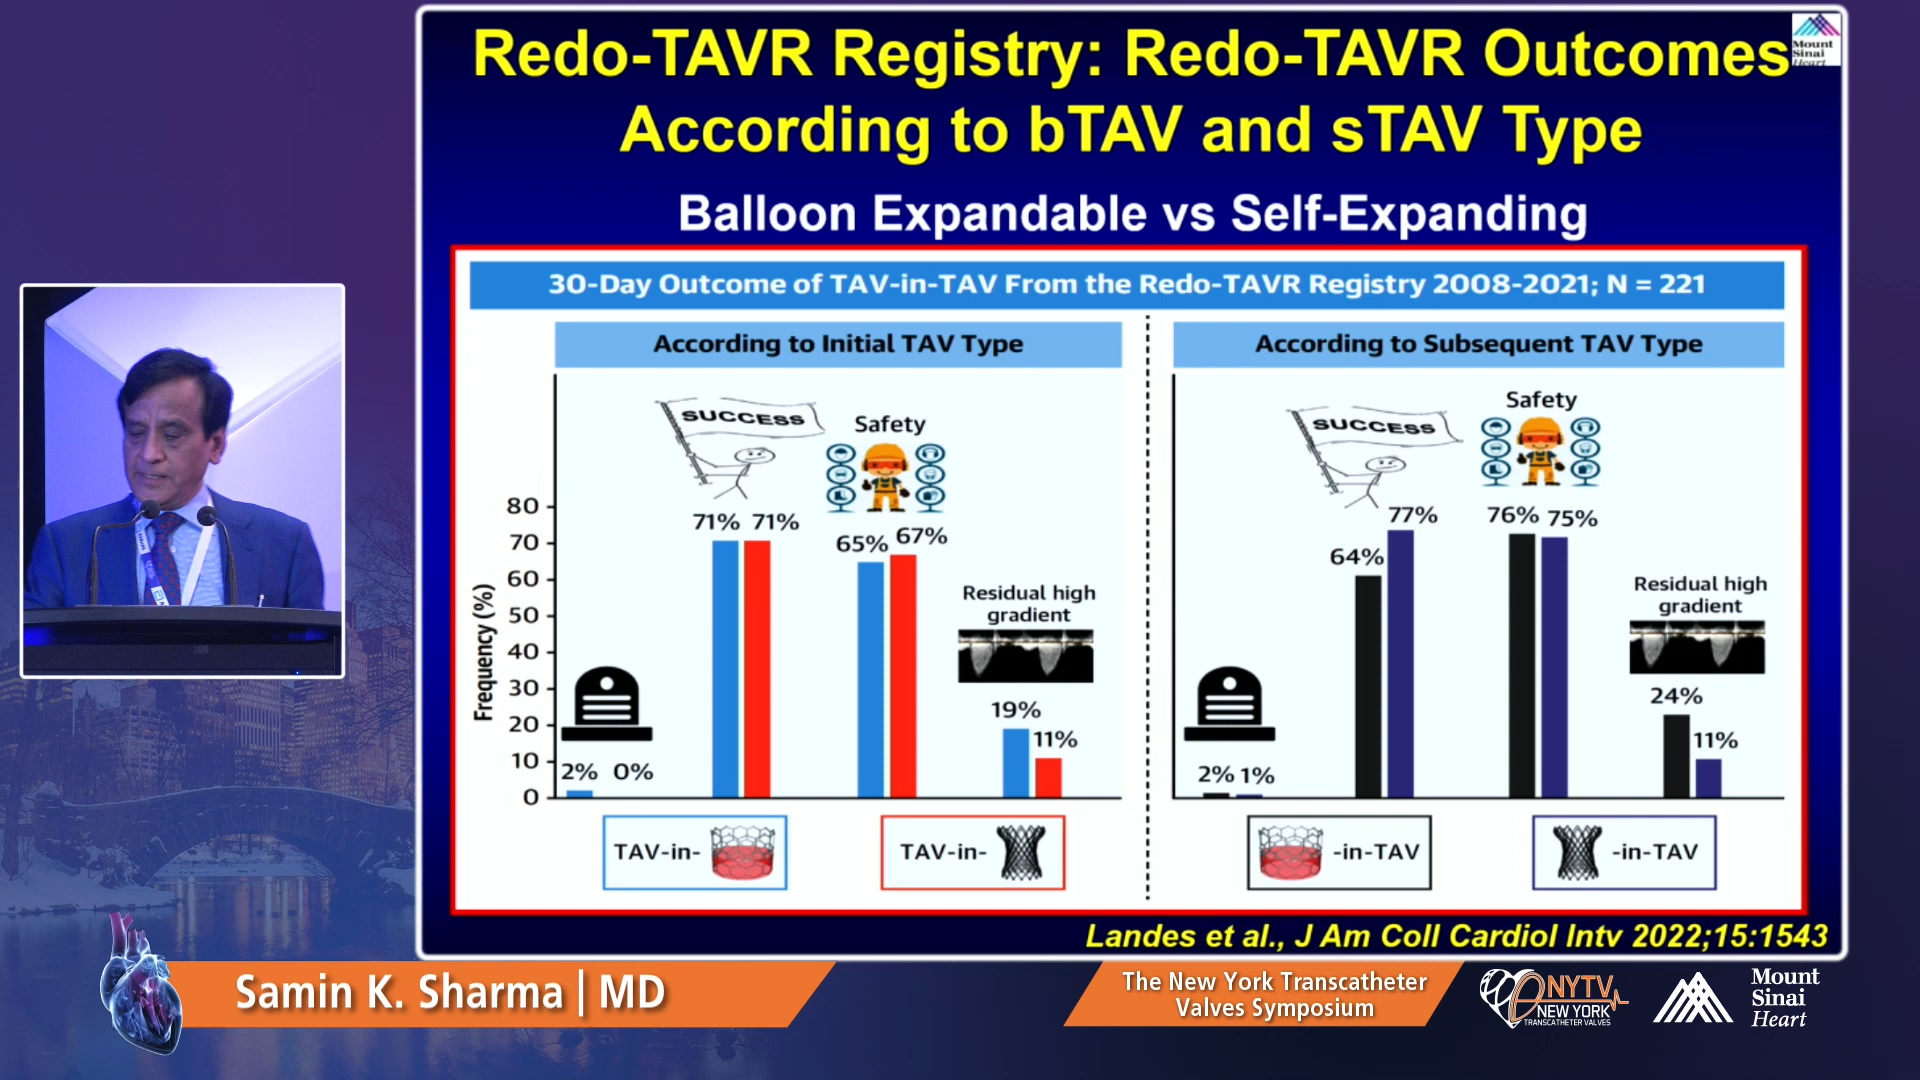 Redo-TAVR Registry: Redo-TAVR Outcomes
According to bTAV and sTAV Type
Mount
Sinai
Heart
Balloon Expandable vs Self-Expanding
30-Day Outcome of TAV-in-TAV From the Redo-TAVR Registry 2008-2021; N = 221
According to Initial TAV Type
According to Subsequent TAV Type
SUCCESS
Safety
SUCCESS
Safety
Frequency (%)
80
70
60
50
40
30
20
10
0
2% 0%
71% 71%
65% 67%
Residual high
gradient
19%
11%
2% 1%
64%
77%
76% 75%
Residual high
gradient
24%
11%
TAV-in-
TAV-in-
-in-TAV
-in-TAV
Landes et al., J Am Coll Cardiol Intv 2022;15:1543
Samin K. Sharma | MD
The New York Transcatheter
Valves Symposium
NYTV
NEW YORK
TRANSCATHETER VALVES
Mount
Sinai
Heart